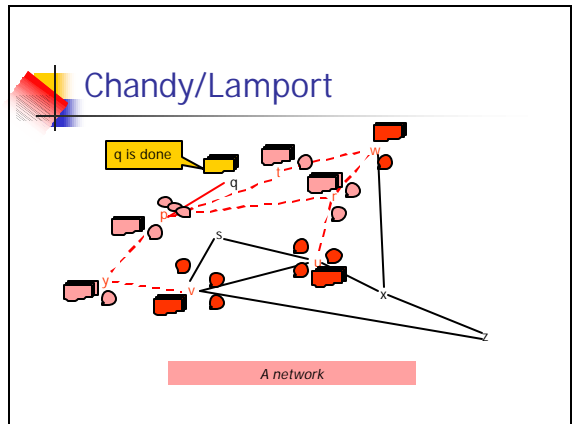 Chandy/Lamport
w
q is done
t
q
r
p
s
u
y
v
x
z
A network